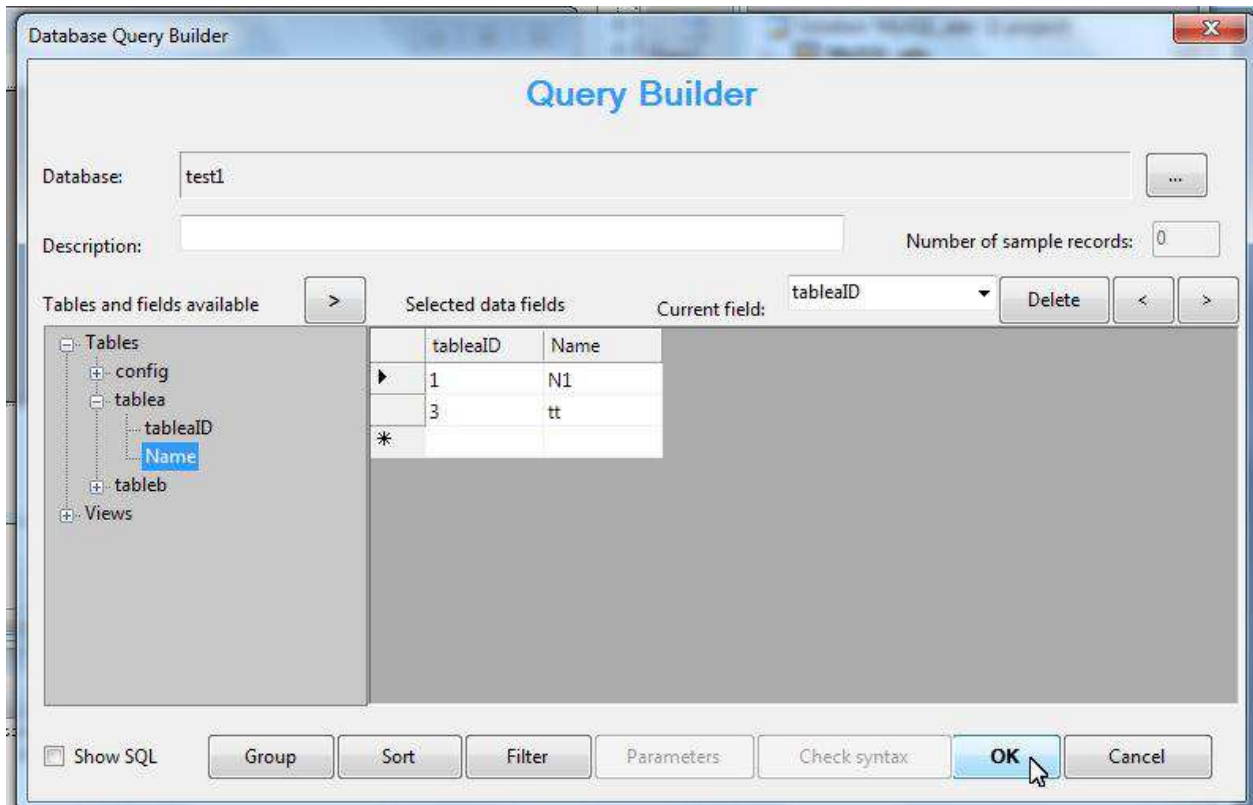 Database Query Builder
Query Builder
Database: test1 ...
Description: Number of sample records: 0
Tables and fields available > Selected data fields Current field: tableaID Delete < >
Tables
config
tablea
tableaID
Name
tableb
Views
tableaID Name
1 N1
3 tt
*
Show SQL Group Sort Filter Parameters Check syntax OK Cancel